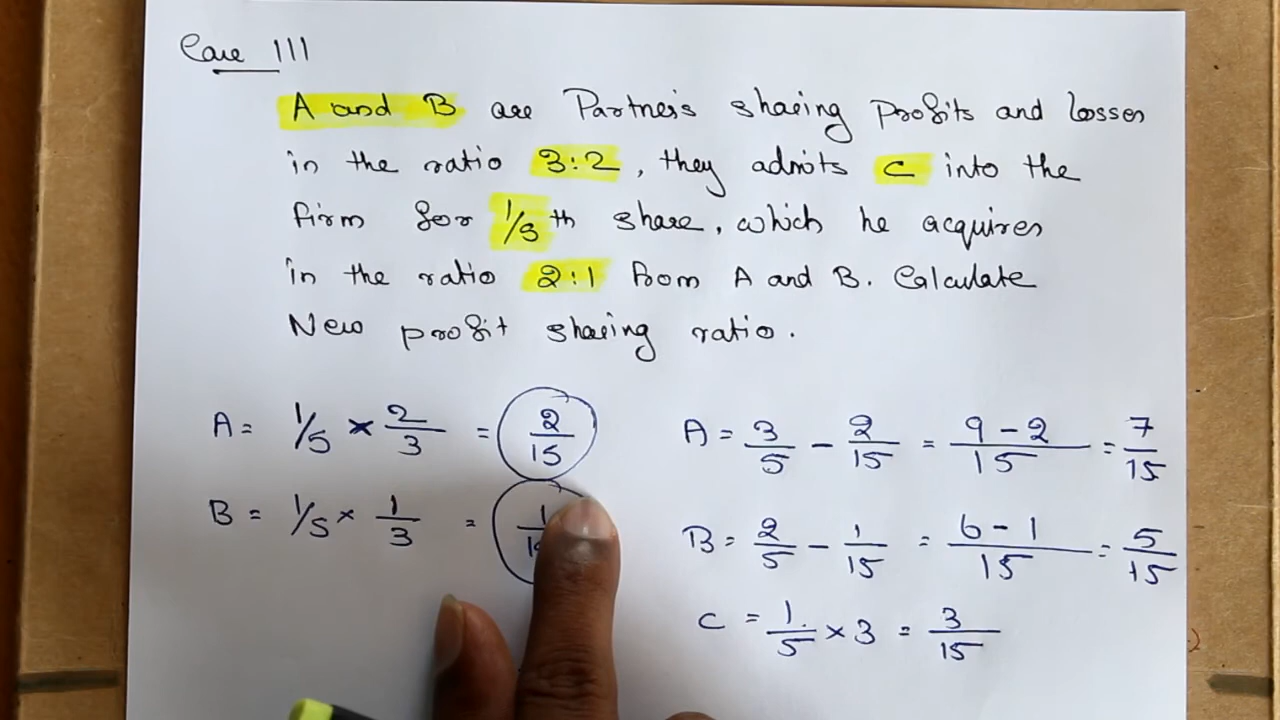 Case III
A and B are Partners sharing Profits and losses
in the ratio 3:2, they admits C into the
firm for 1/5th share, which he acquires
in the ratio 2:1 from A and B. Calculate
New profit sharing ratio.
A = 1/5 × 2/3 = 2/15
B = 1/5 × 1/3 =
A = 3/5 - 2/15 = 9-2/15 = 7/15
B = 2/5 - 1/15 = 6-1/15 = 5/15
C = 1/5 × 3 = 3/15